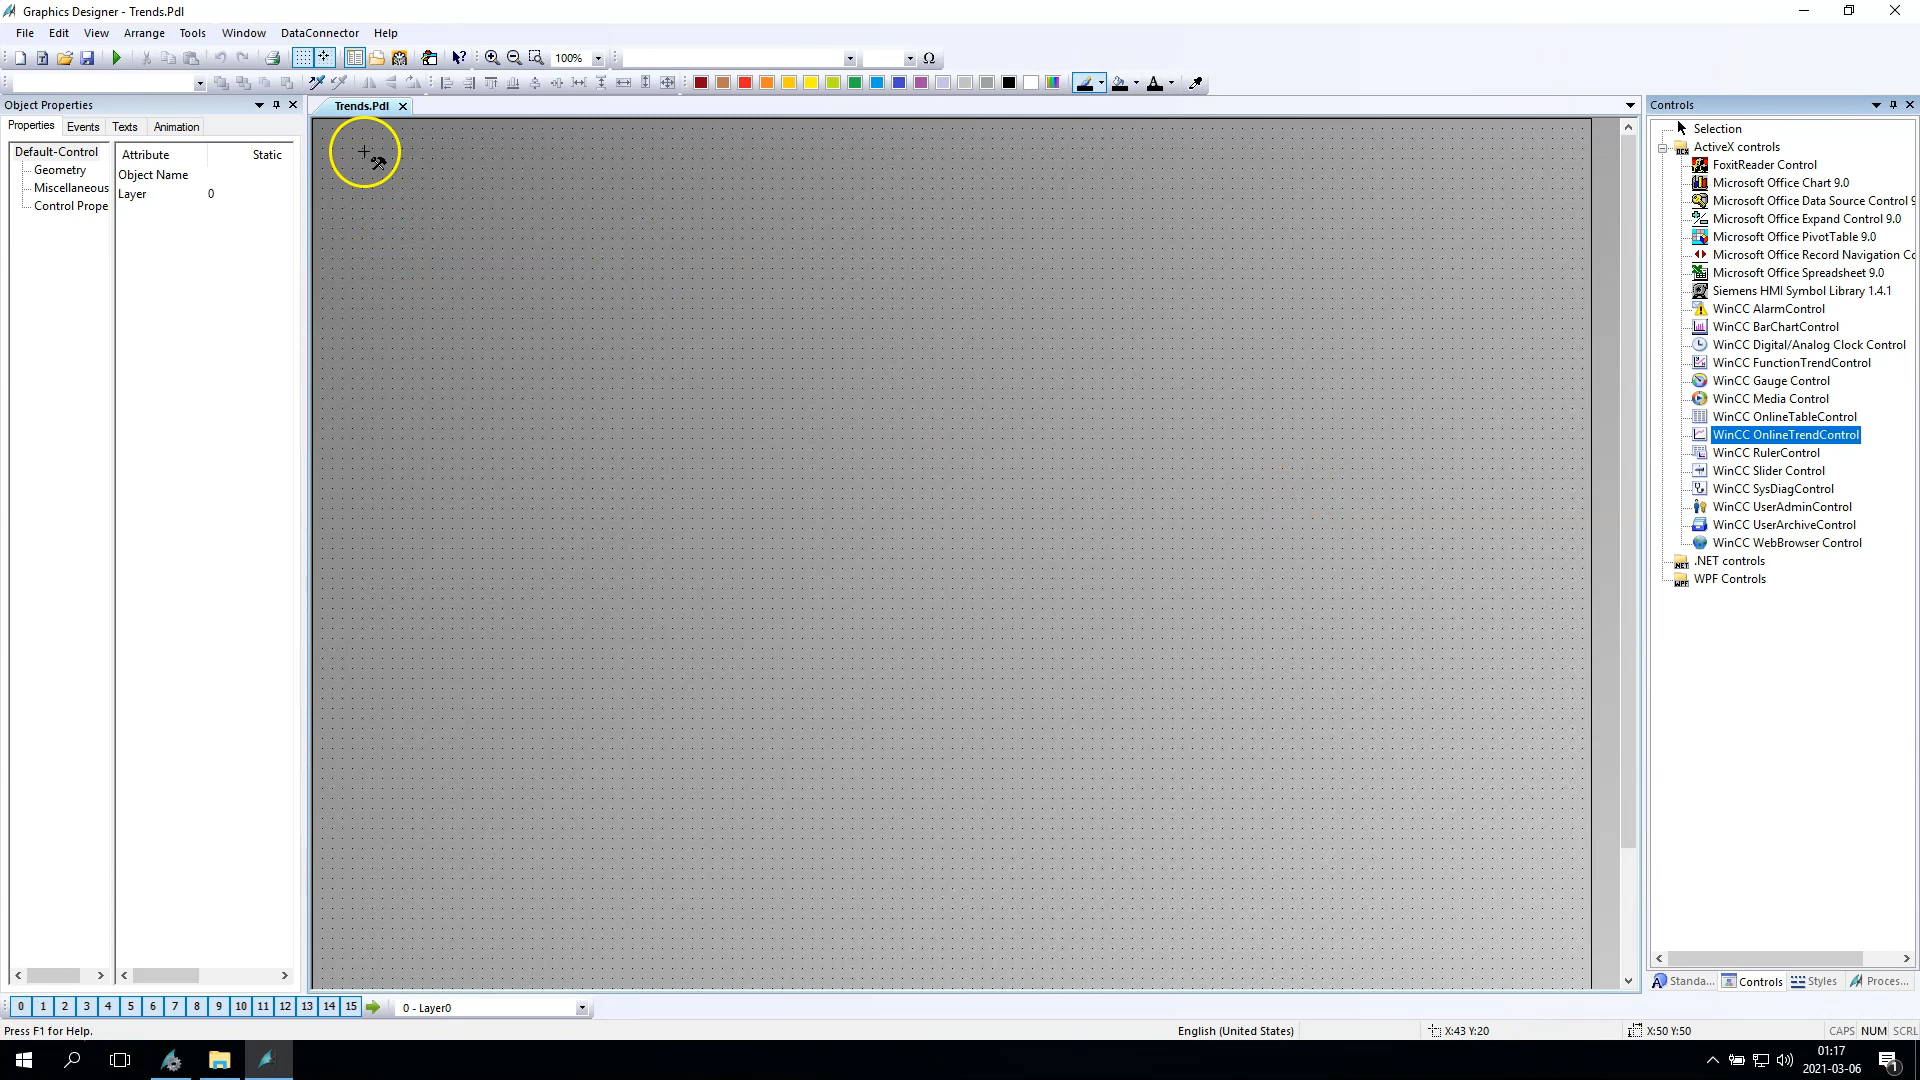 Graphics Designer - Trends.Pdl
File Edit View Arrange Tools Window DataConnector Help
100%
Object Properties
Properties Events Texts Animation
Default-Control
Geometry
Miscellaneous
Control Prope
Attribute Static
Object Name
Layer 0
Trends.Pdl
Controls
Selection
ActiveX controls
FoxitReader Control
Microsoft Office Chart 9.0
Microsoft Office Data Source Control 9
Microsoft Office Expand Control 9.0
Microsoft Office PivotTable 9.0
Microsoft Office Record Navigation Co
Microsoft Office Spreadsheet 9.0
Siemens HMI Symbol Library 1.4.1
WinCC AlarmControl
WinCC BarChartControl
WinCC Digital/Analog Clock Control
WinCC FunctionTrendControl
WinCC Gauge Control
WinCC Media Control
WinCC OnlineTableControl
WinCC OnlineTrendControl
WinCC RulerControl
WinCC Slider Control
WinCC SysDiagControl
WinCC UserAdminControl
WinCC UserArchiveControl
WinCC WebBrowser Control
.NET controls
WPF Controls
Standa... Controls Styles Proces...
0 1 2 3 4 5 6 7 8 9 10 11 12 13 14 15 0 - Layer0
Press F1 for Help. English (United States) X:43 Y:20 X:50 Y:50 CAPS NUM SCRL
01:17
2021-03-06
1